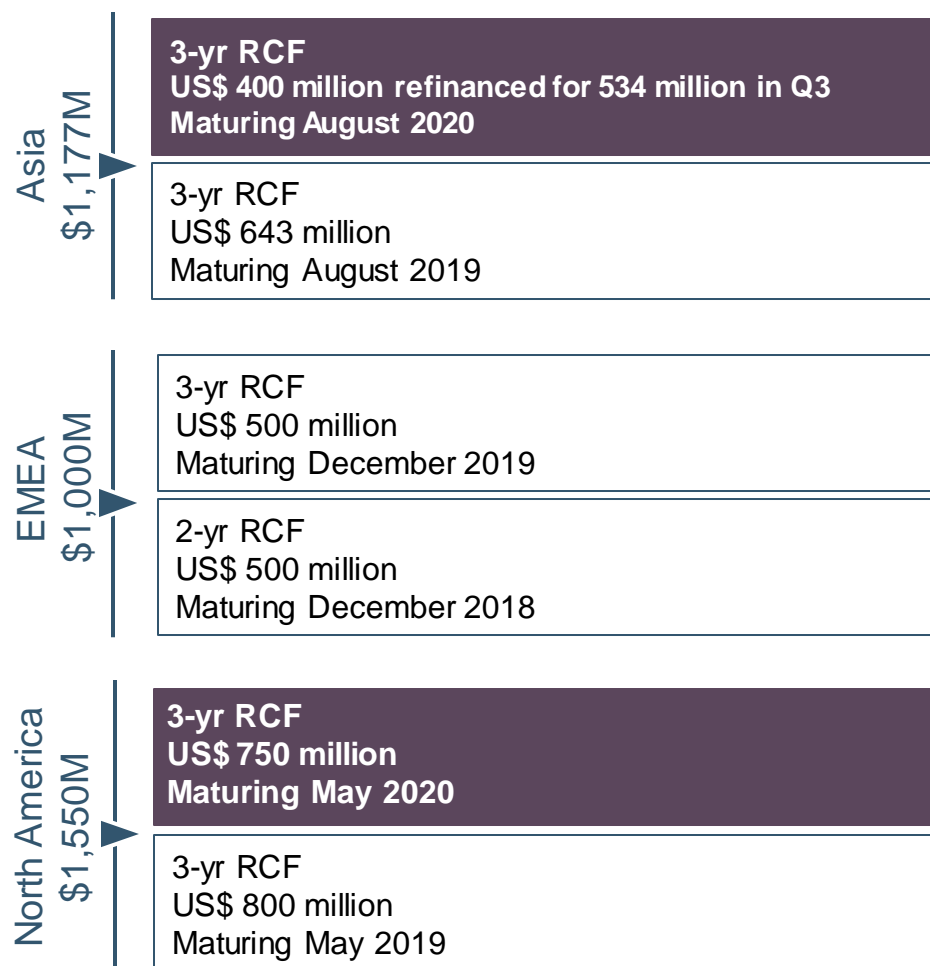 Asia
$1,177M
3-yr RCF
US$ 400 million refinanced for 534 million in Q3
Maturing August 2020
3-yr RCF
US$ 643 million
Maturing August 2019
EMEA
$1,000M
3-yr RCF
US$ 500 million
Maturing December 2019
2-yr RCF
US$ 500 million
Maturing December 2018
North America
$1,550M
3-yr RCF
US$ 750 million
Maturing May 2020
3-yr RCF
US$ 800 million
Maturing May 2019